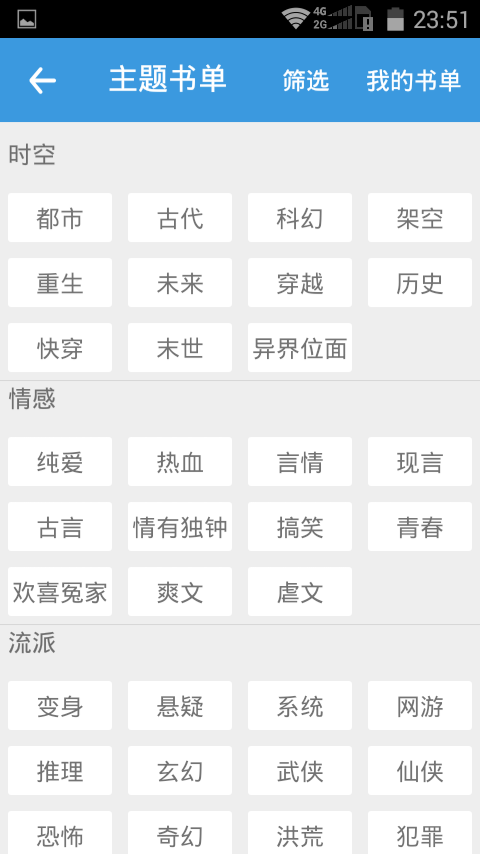 4G
2G
23:51
主题书单 筛选 我的书单
时空
都市 古代 科幻 架空
重生 未来 穿越 历史
快穿 末世 异界位面
情感
纯爱 热血 言情 现言
古言 情有独钟 搞笑 青春
欢喜冤家 爽文 虐文
流派
变身 悬疑 系统 网游
推理 玄幻 武侠 仙侠
恐怖 奇幻 洪荒 犯罪